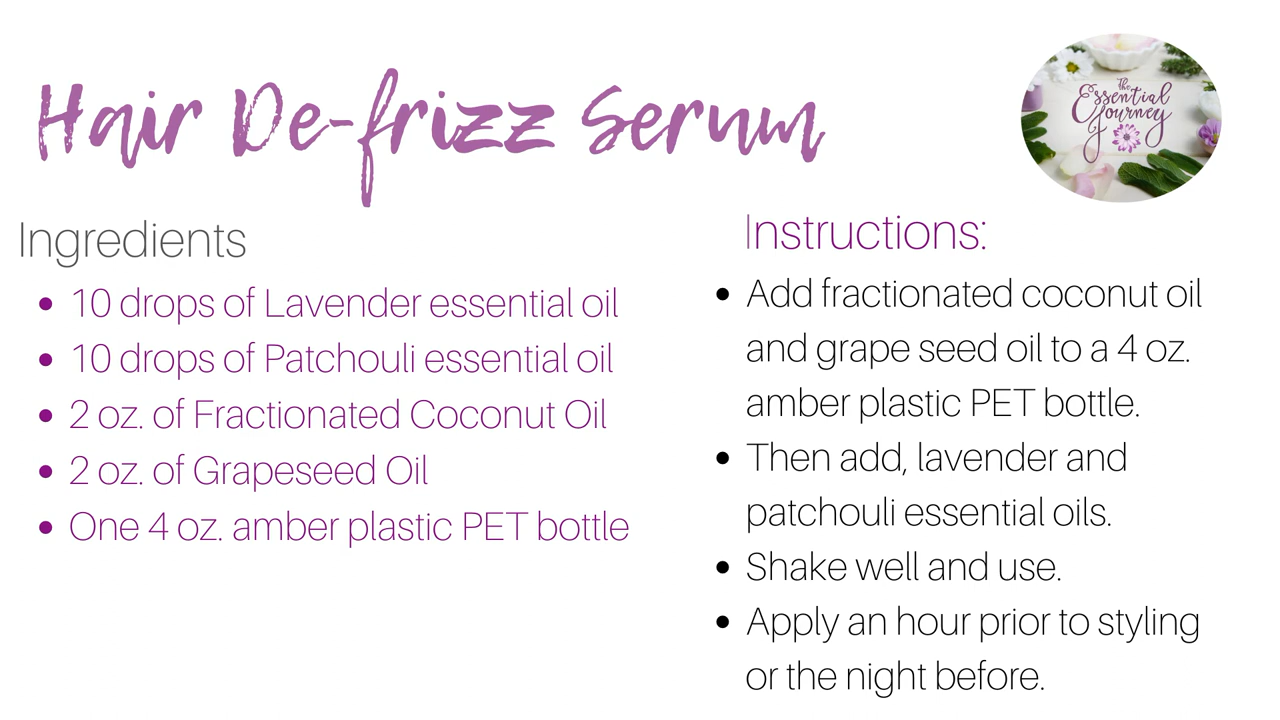 Hair De-frizz Serum
The
Essential
Journey
Ingredients
• 10 drops of Lavender essential oil
• 10 drops of Patchouli essential oil
• 2 oz. of Fractionated Coconut Oil
• 2 oz. of Grapeseed Oil
• One 4 oz. amber plastic PET bottle
Instructions:
• Add fractionated coconut oil
and grape seed oil to a 4 oz.
amber plastic PET bottle.
• Then add, lavender and
patchouli essential oils.
• Shake well and use.
• Apply an hour prior to styling
or the night before.